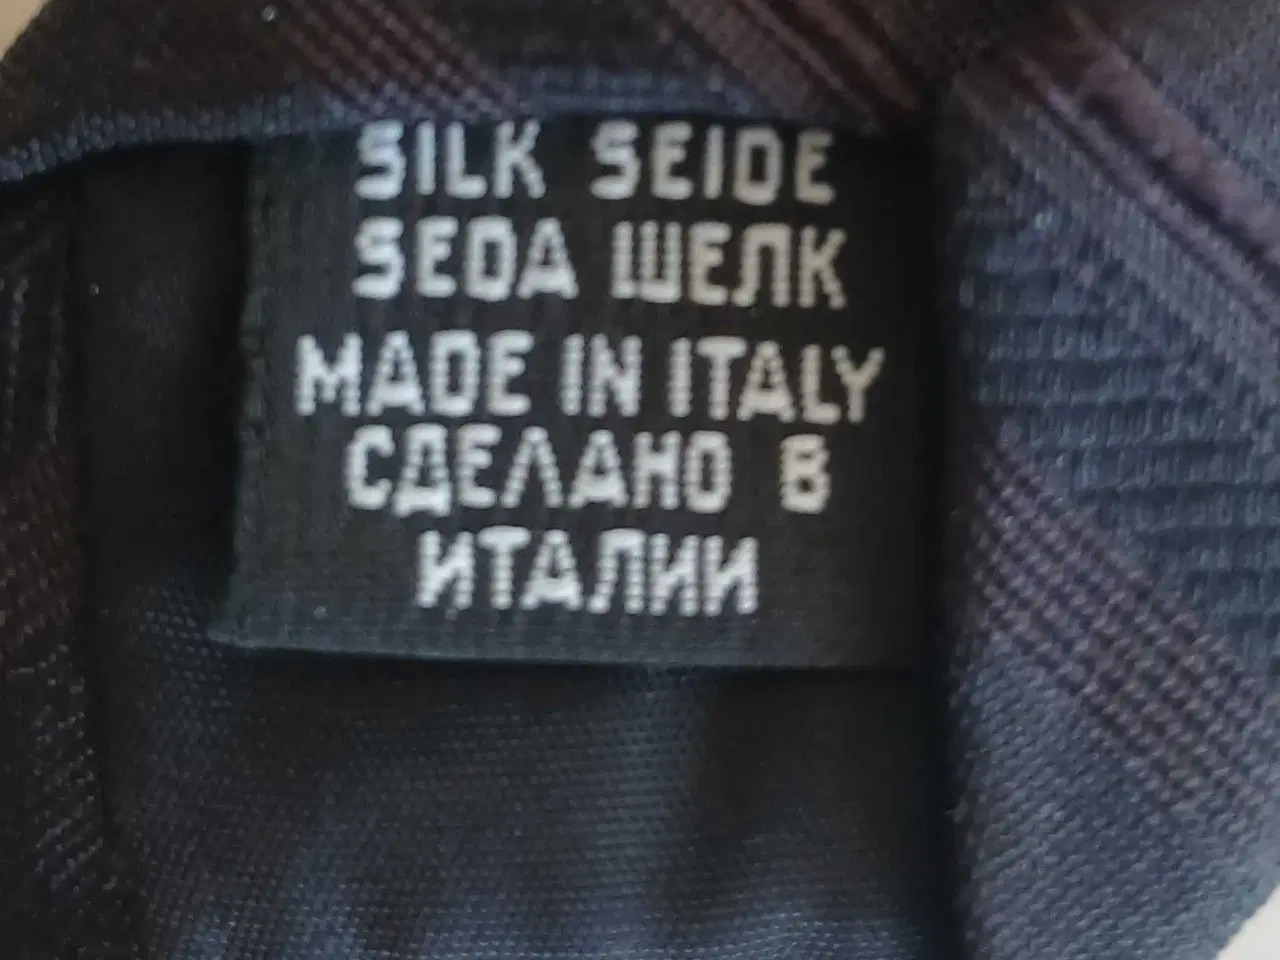 SILK SEIDE
SEDA ШЕЛК
MADE IN ITALY
СДЕЛАНО В
ИТАЛИИ